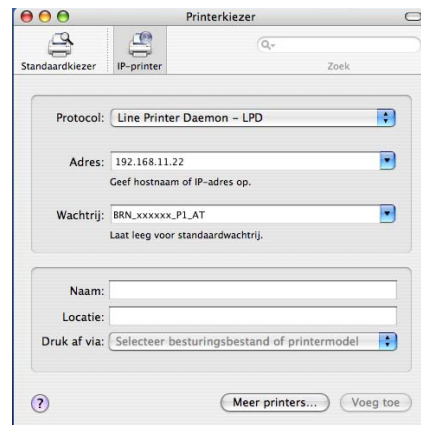 Printerkiezer
Standaardkiezer
IP-printer
Zoek
Protocol: Line Printer Daemon – LPD
Adres: 192.168.11.22
Geef hostnaam of IP-adres op.
Wachtrij: BRN_xxxxxx_P1_AT
Laat leeg voor standaardwachtrij.
Naam:
Locatie:
Druk af via: Selecteer besturingsbestand of printermodel
? Meer printers... Voeg toe